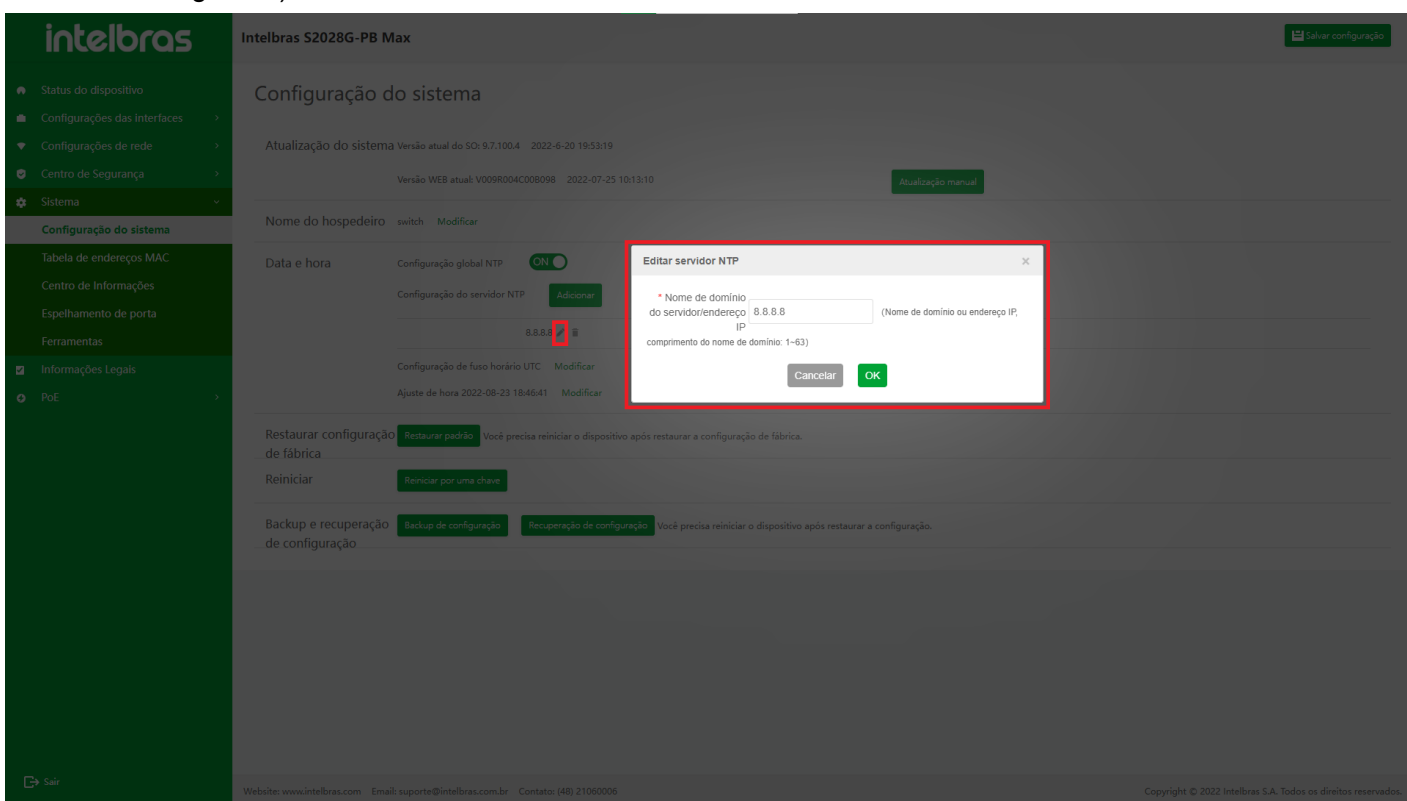 intelbras
Intelbras S2028G-PB Max
Salvar configuração
Status do dispositivo
Configurações das interfaces
Configurações de rede
Centro de Segurança
Sistema
Configuração do sistema
Tabela de endereços MAC
Centro de Informações
Espelhamento de porta
Ferramentas
Informações Legais
PoE
Sair
Configuração do sistema
Atualização do sistema Versão atual do SO: 9.7.100.4 2022-6-20 19:53:19
Versão WEB atual: V009R004C00B098 2022-07-25 10:13:10
Atualização manual
Nome do hospedeiro switch Modificar
Data e hora Configuração global NTP ON
Configuração do servidor NTP Adicionar
8.8.8.8
Configuração de fuso horário UTC Modificar
Ajuste de hora 2022-08-23 18:46:41 Modificar
Editar servidor NTP ×
* Nome de domínio
do servidor/endereço 8.8.8.8 (Nome de domínio ou endereço IP,
IP
comprimento do nome de domínio: 1~63)
Cancelar OK
Restaurar configuração Restaurar padrão Você precisa reiniciar o dispositivo após restaurar a configuração de fábrica.
de fábrica
Reiniciar Reiniciar por uma chave
Backup e recuperação Backup de configuração Recuperação de configuração Você precisa reiniciar o dispositivo após restaurar a configuração.
de configuração
Website: www.intelbras.com Email: suporte@intelbras.com.br Contato: (48) 21060006
Copyright © 2022 Intelbras S.A. Todos os direitos reservados.